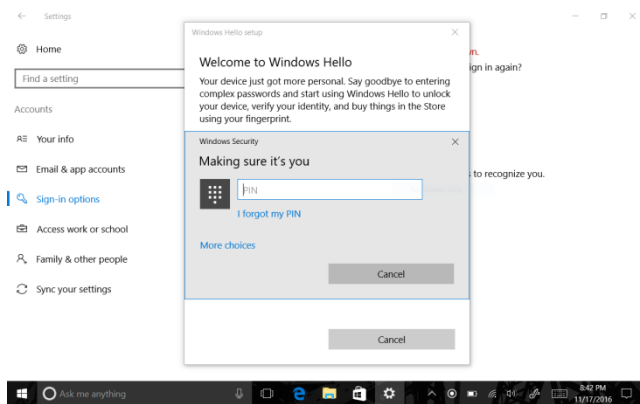 Settings
Home
Find a setting
Accounts
Your info
Email & app accounts
Sign-in options
Access work or school
Family & other people
Sync your settings
Windows Hello setup
Welcome to Windows Hello
Your device just got more personal. Say goodbye to entering
complex passwords and start using Windows Hello to unlock
your device, verify your identity, and buy things in the Store
using your fingerprint.
Windows Security
Making sure it's you
PIN
I forgot my PIN
More choices
Cancel
Cancel
ign in again?
to recognize you.
Ask me anything
8:42 PM
11/17/2016